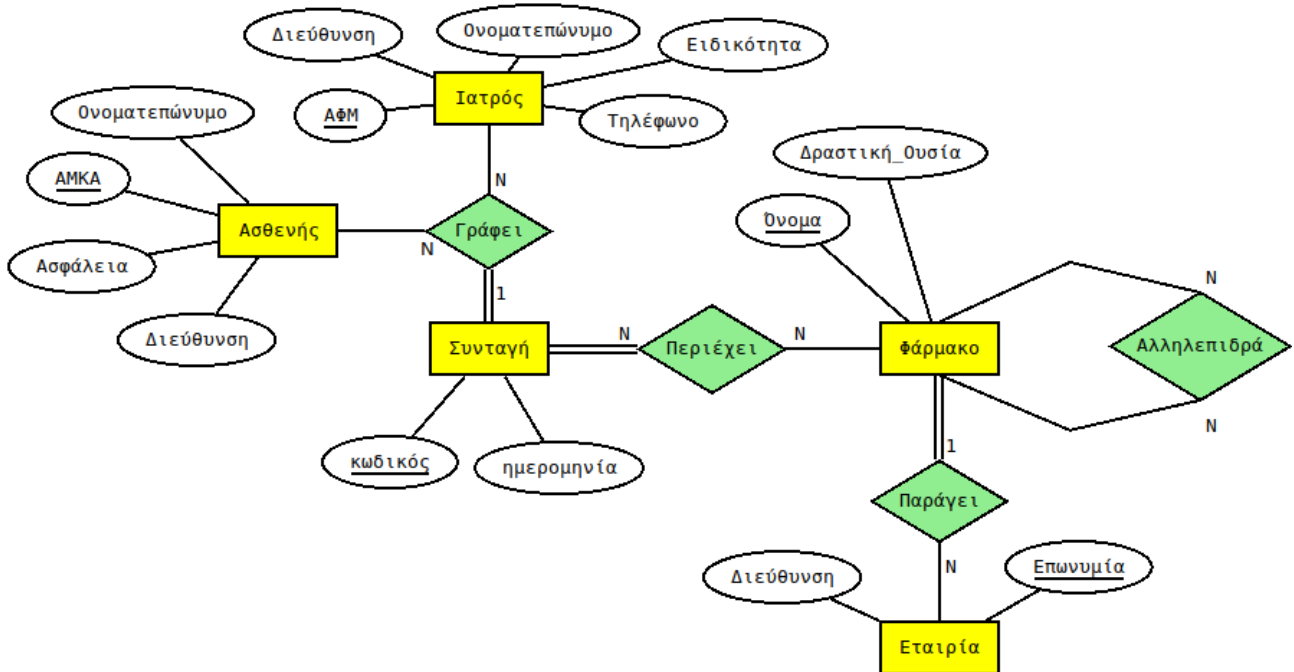 Διεύθυνση
Ονοματεπώνυμο
Ειδικότητα
Ιατρός
ΑΦΜ
Τηλέφωνο
Ονοματεπώνυμο
ΑΜΚΑ
Ασθενής
Ασφάλεια
Διεύθυνση
N
N
Γράφει
1
Συνταγή
κωδικός
ημερομηνία
N
Περιέχει
N
Δραστική_Ουσία
Όνομα
Φάρμακο
N
Αλληλεπιδρά
N
1
Παράγει
N
Διεύθυνση
Επωνυμία
Εταιρία